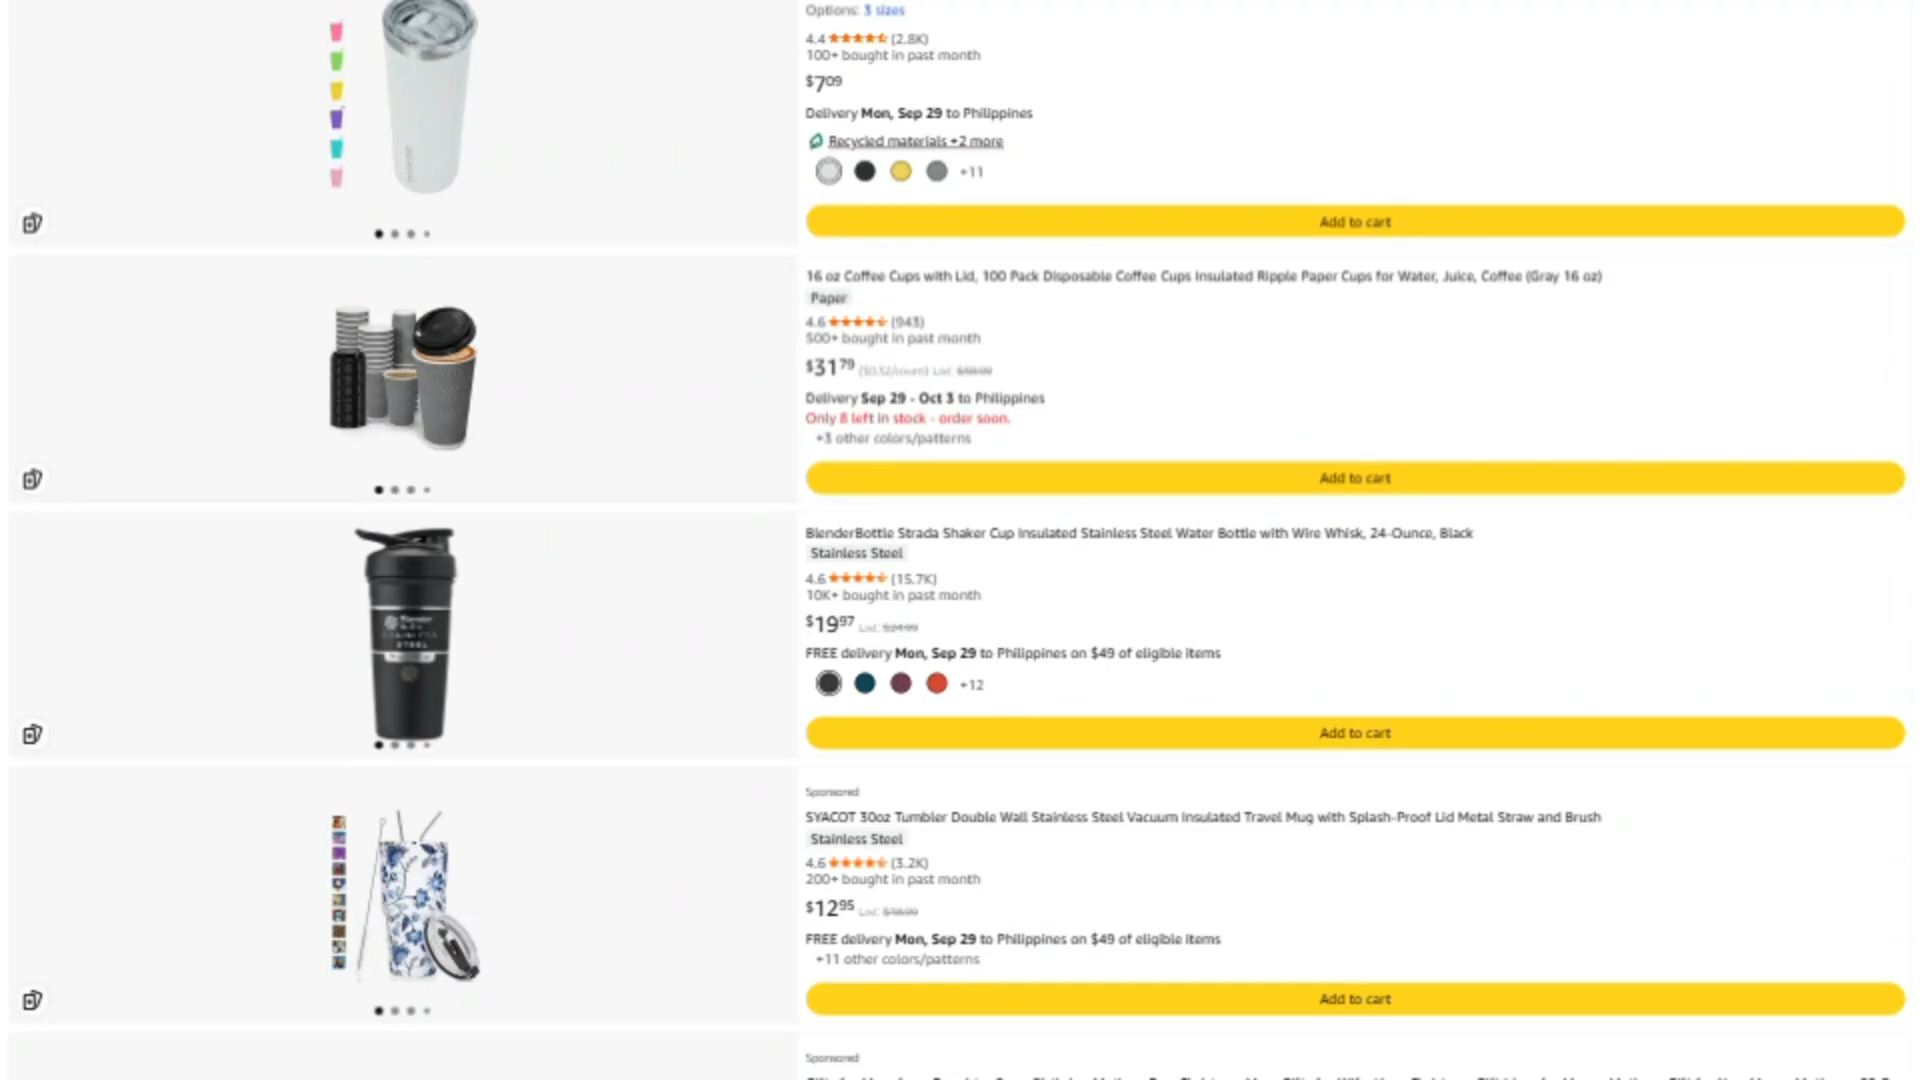 Options: 3 sizes
4.4 (2.8K)
100+ bought in past month
$7.09
Delivery Mon, Sep 29 to Philippines
Recycled materials +2 more
+11
Add to cart
16 oz Coffee Cups with Lid, 100 Pack Disposable Coffee Cups Insulated Ripple Paper Cups for Water, Juice, Coffee (Gray 16 oz)
Paper
4.6 (943)
500+ bought in past month
$31.79 List:
Delivery Sep 29 - Oct 3 to Philippines
Only 8 left in stock - order soon.
+3 other colors/patterns
Add to cart
BlenderBottle Strada Shaker Cup Insulated Stainless Steel Water Bottle with Wire Whisk, 24-Ounce, Black
Stainless Steel
4.6 (15.7K)
10K+ bought in past month
$19.97 List: $24.99
FREE delivery Mon, Sep 29 to Philippines on $49 of eligible items
+12
Add to cart
Sponsored
SYACOT 30oz Tumbler Double Wall Stainless Steel Vacuum Insulated Travel Mug with Splash-Proof Lid Metal Straw and Brush
Stainless Steel
4.6 (3.2K)
200+ bought in past month
$12.95 List:
FREE delivery Mon, Sep 29 to Philippines on $49 of eligible items
+11 other colors/patterns
Add to cart
Sponsored